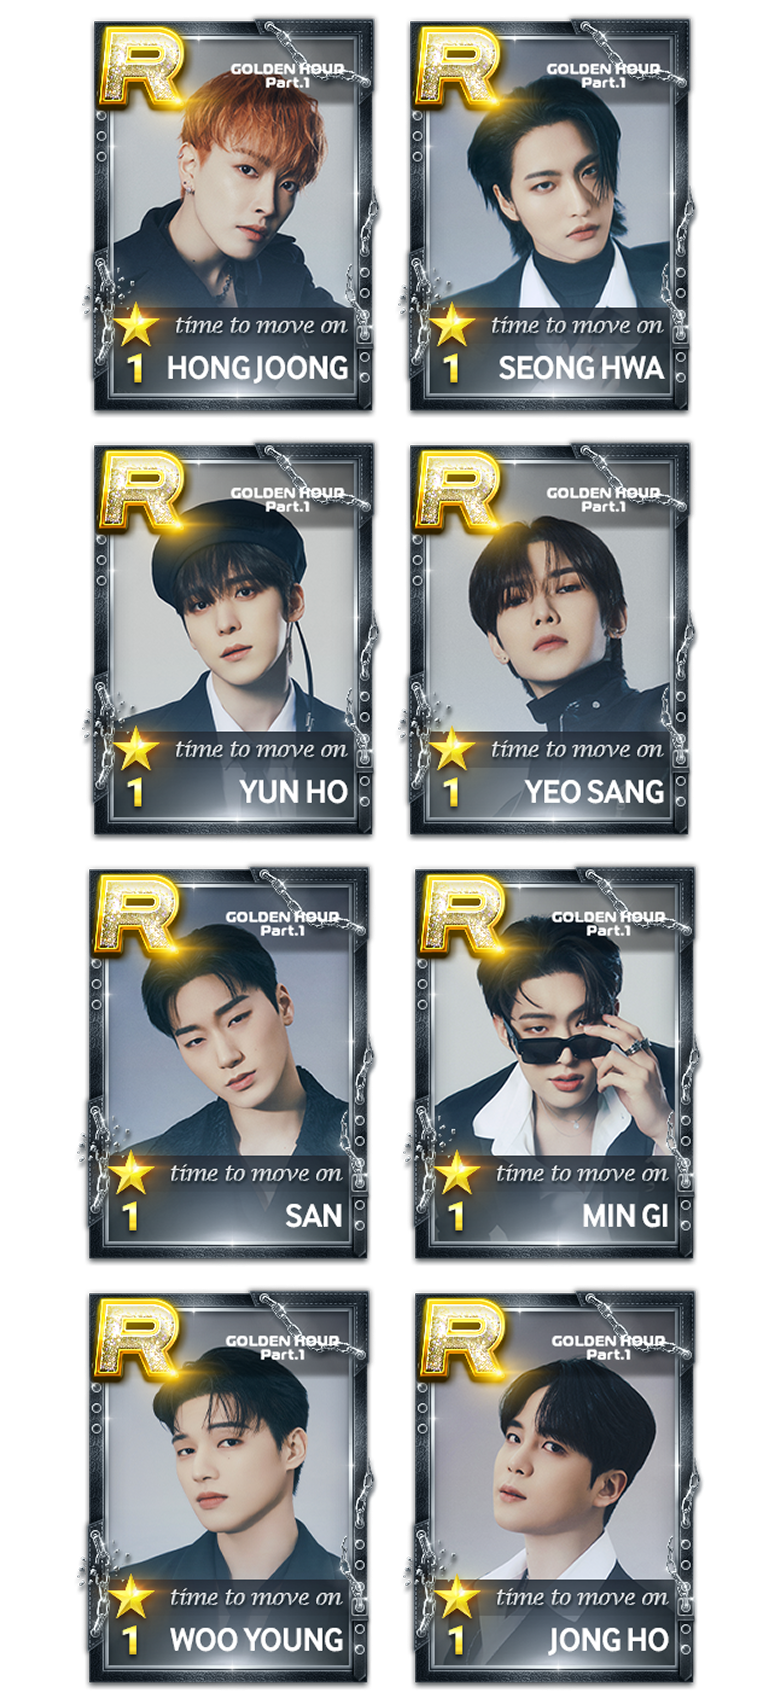 R
GOLDEN HOUR
Part.1
time to move on
1 HONG JOONG
R
GOLDEN HOUR
Part.1
time to move on
1 SEONG HWA
R
GOLDEN HOUR
Part.1
time to move on
1 YUN HO
R
GOLDEN HOUR
Part.1
time to move on
1 YEO SANG
R
GOLDEN HOUR
Part.1
time to move on
1 SAN
R
GOLDEN HOUR
Part.1
time to move on
1 MIN GI
R
GOLDEN HOUR
Part.1
time to move on
1 WOO YOUNG
R
GOLDEN HOUR
Part.1
time to move on
1 JONG HO